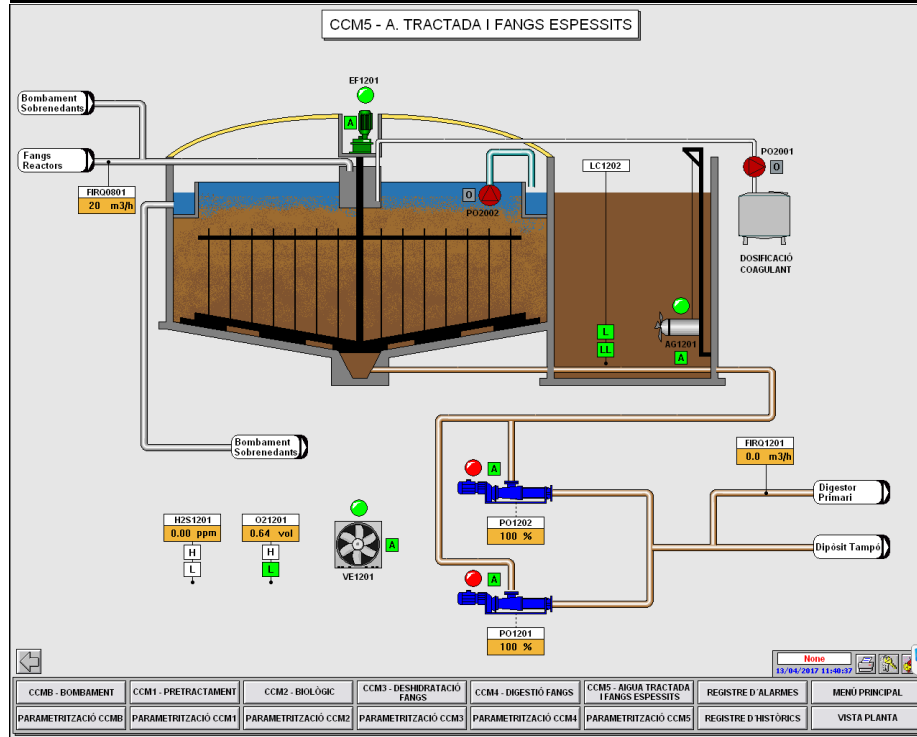 CCM5 - A. TRACTADA I FANGS ESPESSITS
EF1201
A
Bombament
Sobrenedants
Fangs
Reactors
FIRQ0801
20 m3/h
O
PO2002
LC1202
PO2001
O
DOSIFICACIÓ
COAGULANT
L
LL
AG1201
A
Bombament
Sobrenedants
FIRQ1201
0.0 m3/h
Digestor
Primari
Dipòsit Tampó
A
PO1202
100 %
A
PO1201
100 %
H2S1201
0.00 ppm
H
L
O21201
0.64 vol
H
L
A
VE1201
None
13/04/2017 11:40:37
CCMB - BOMBAMENT
CCM1 - PRETRACTAMENT
CCM2 - BIOLÒGIC
CCM3 - DESHIDRATACIÓ
FANGS
CCM4 - DIGESTIÓ FANGS
CCM5 - AIGUA TRACTADA
I FANGS ESPESSITS
REGISTRE D'ALARMES
MENÚ PRINCIPAL
PARAMETRITZACIÓ CCMB
PARAMETRITZACIÓ CCM1
PARAMETRITZACIÓ CCM2
PARAMETRITZACIÓ CCM3
PARAMETRITZACIÓ CCM4
PARAMETRITZACIÓ CCM5
REGISTRE D'HISTÒRICS
VISTA PLANTA